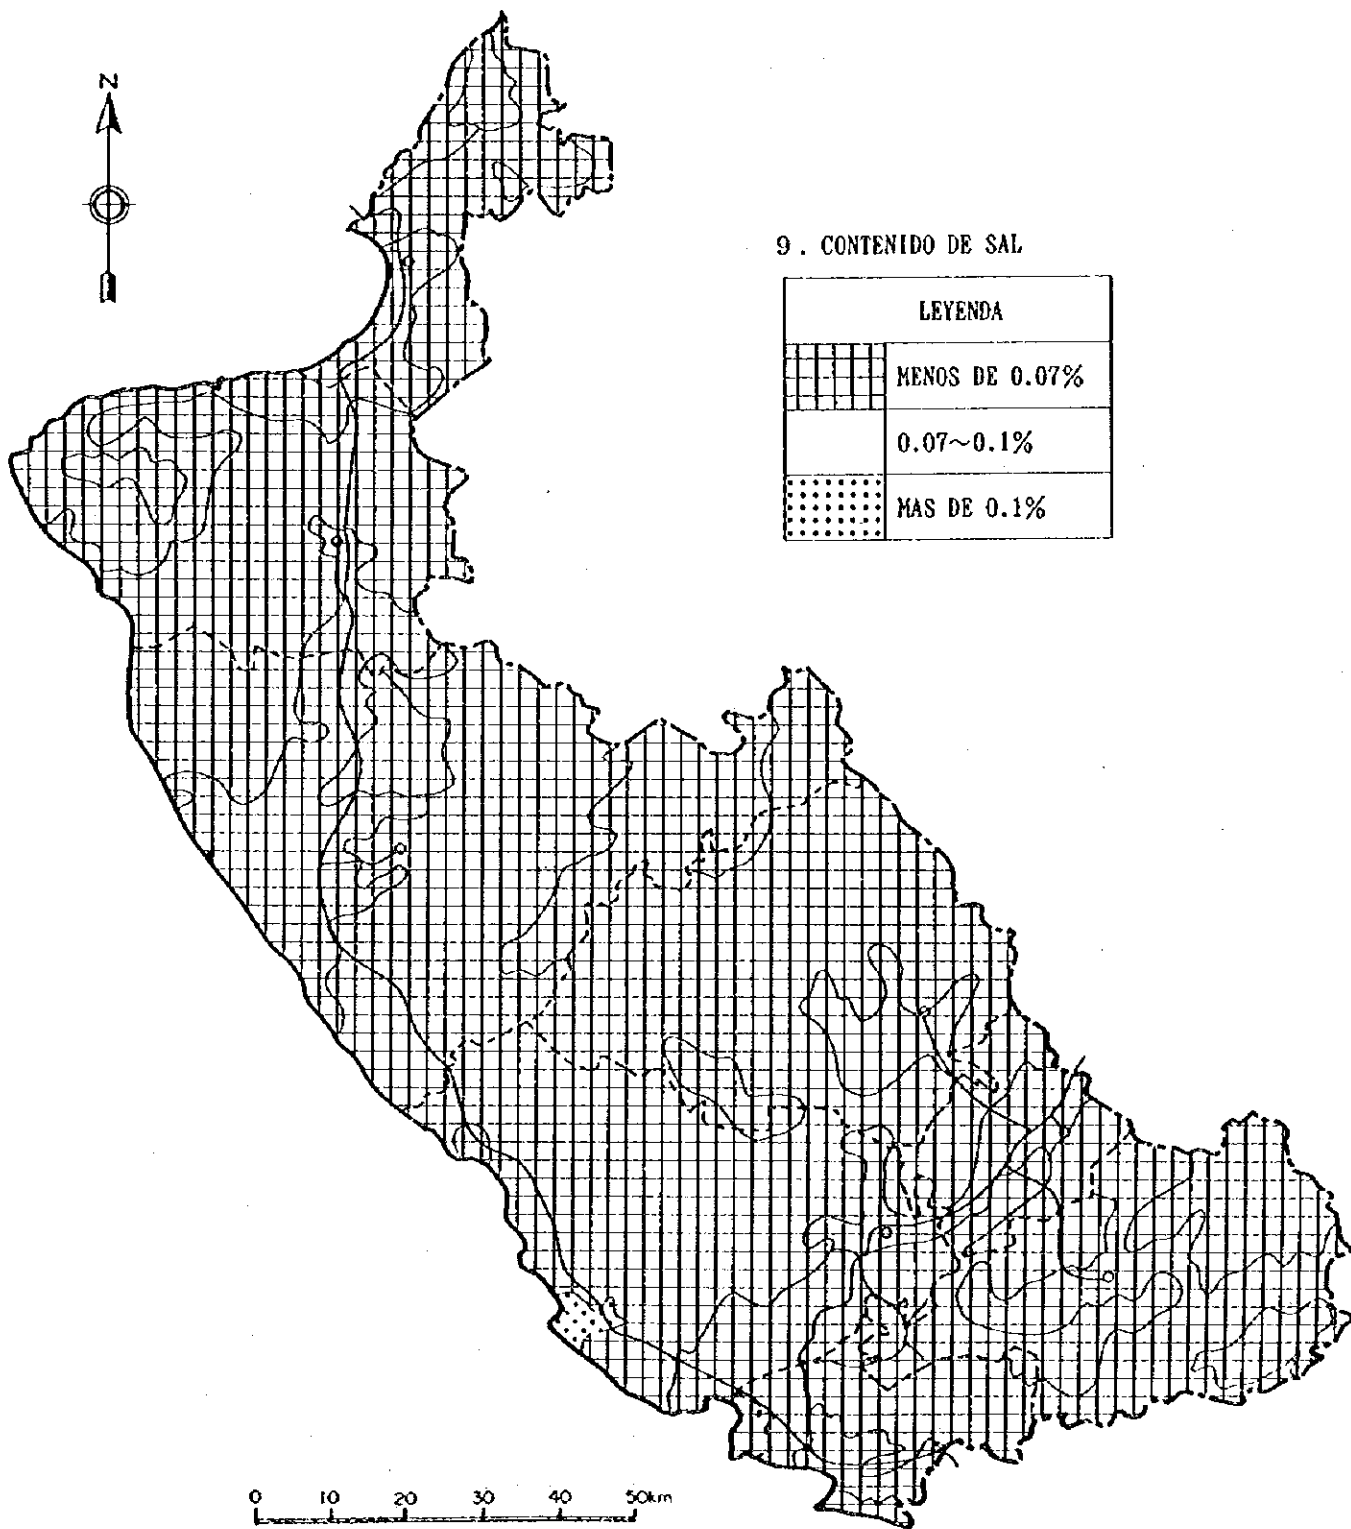 N
9. CONTENIDO DE SAL
LEYENDA
MENOS DE 0.07%
0.07~0.1%
MAS DE 0.1%
0 10 20 30 40 50km